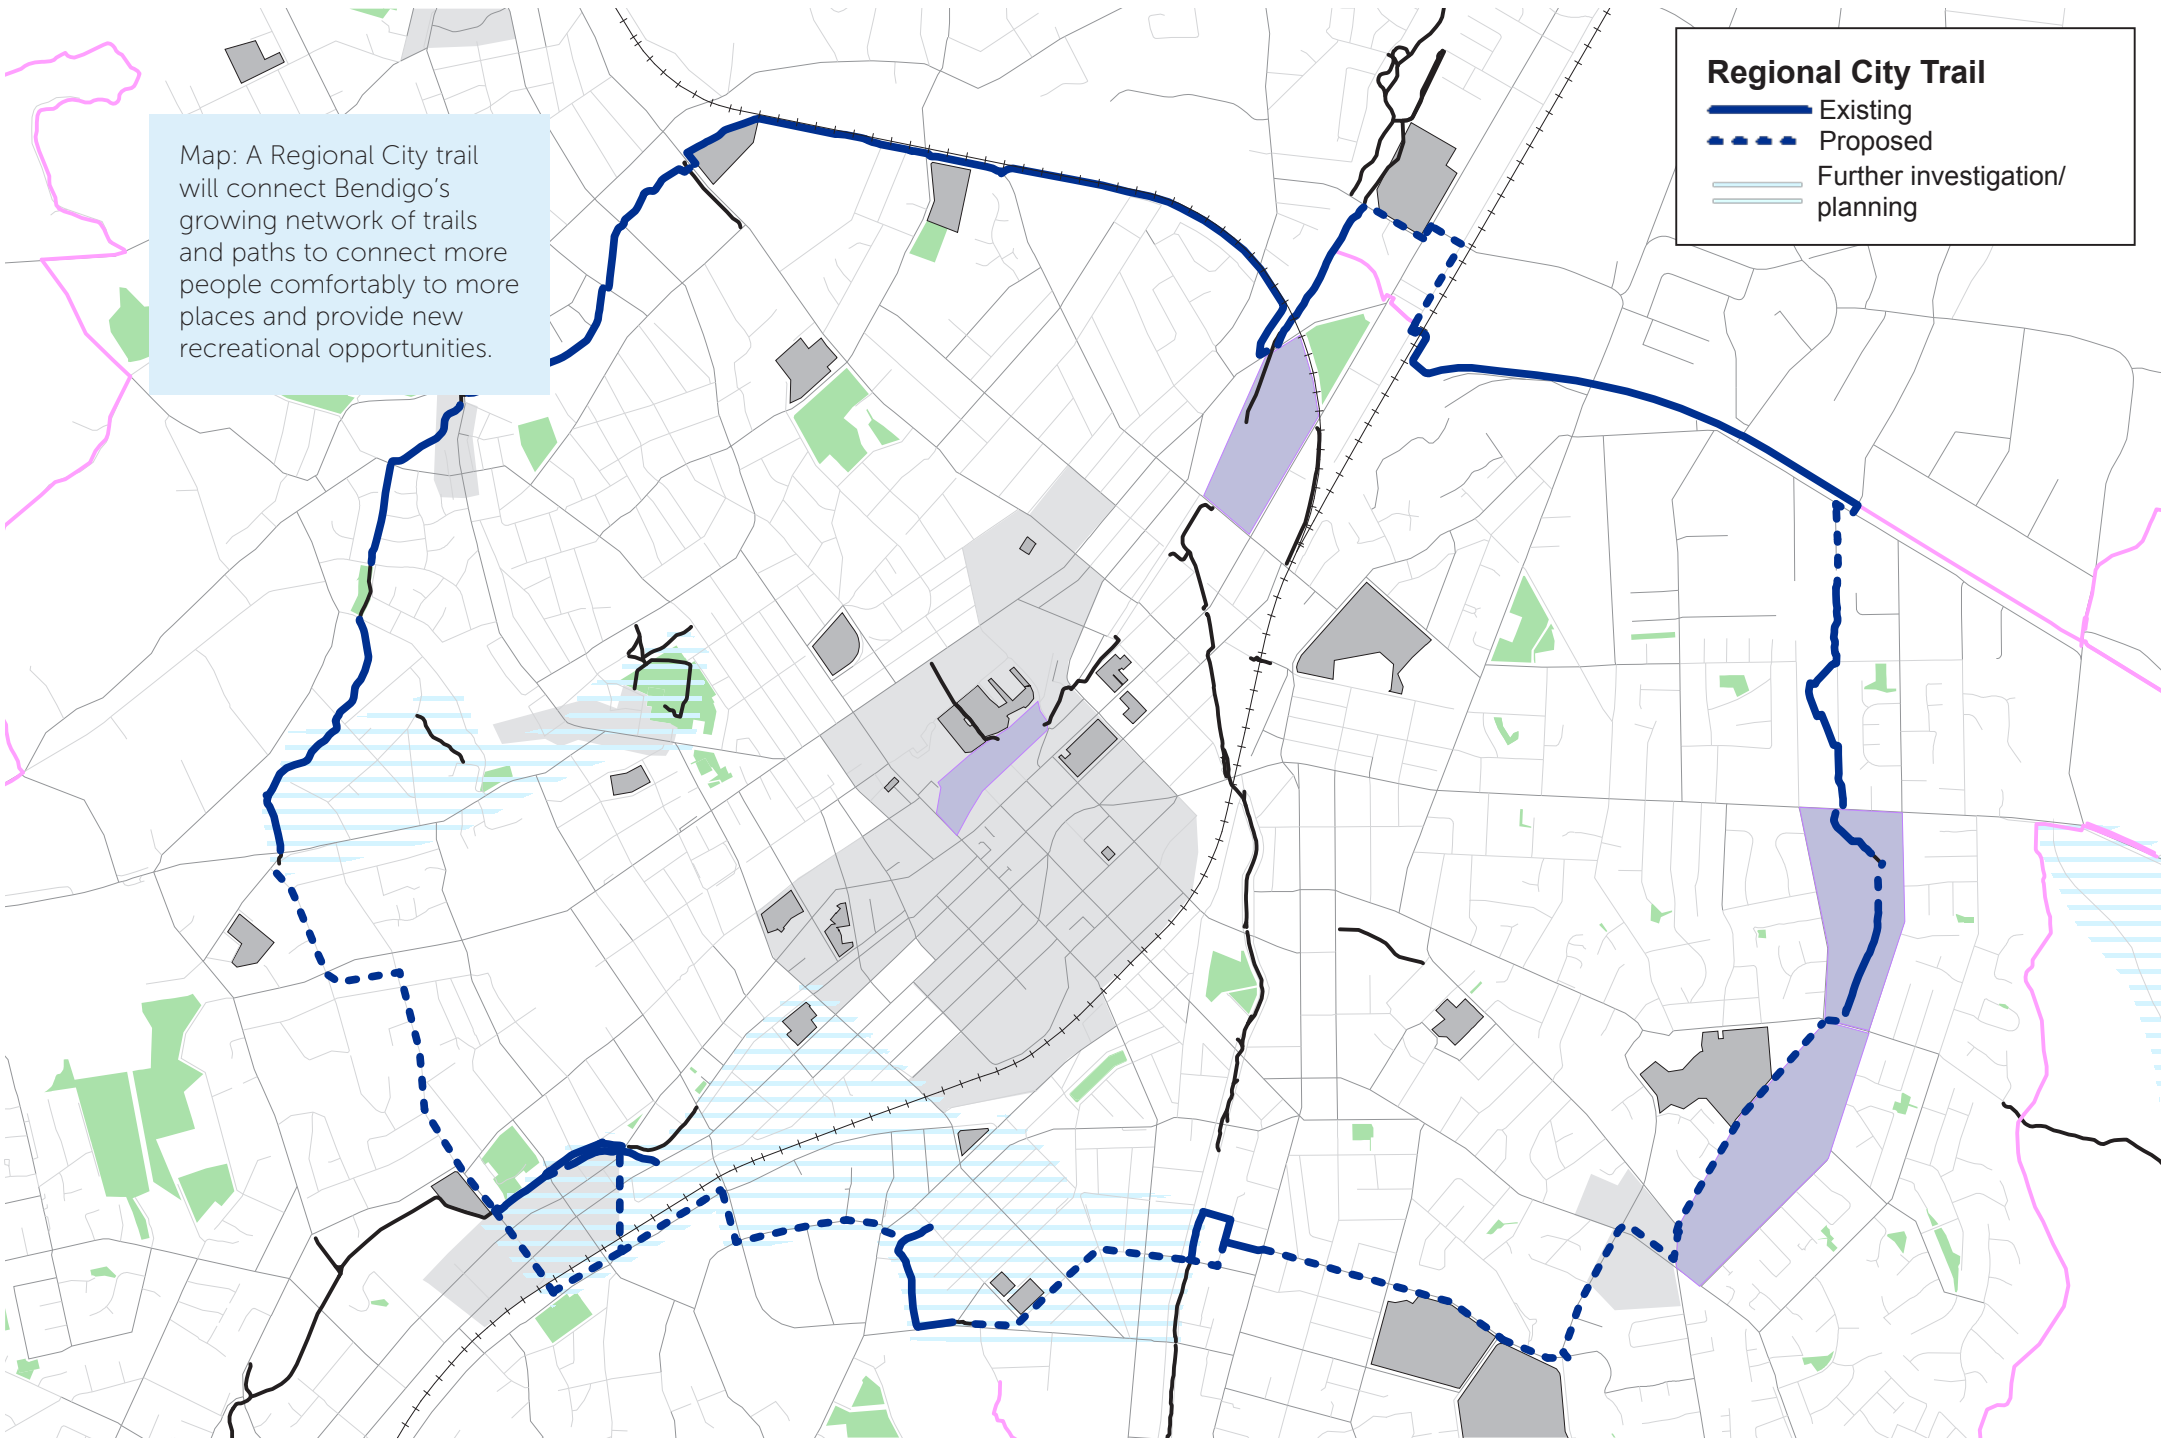 Map: A Regional City trail
will connect Bendigo’s
growing network of trails
and paths to connect more
people comfortably to more
places and provide new
recreational opportunities.
Regional City Trail
Existing
Proposed
Further investigation/
planning